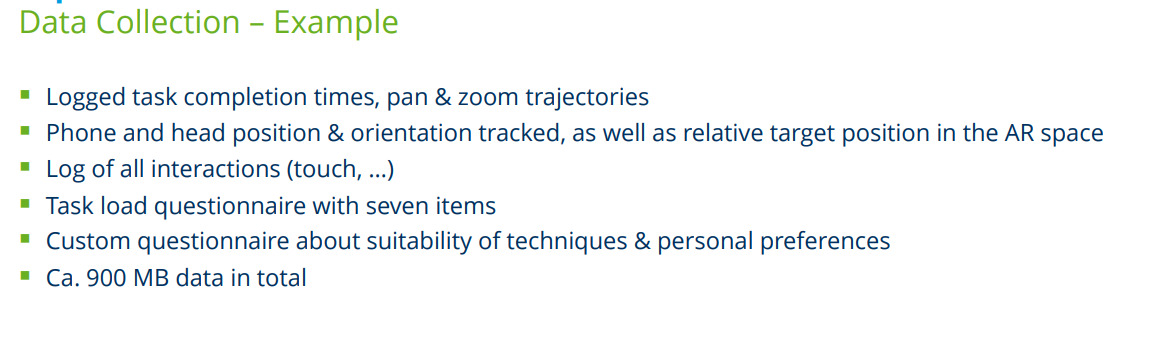 Data Collection – Example
▪ Logged task completion times, pan & zoom trajectories
▪ Phone and head position & orientation tracked, as well as relative target position in the AR space
▪ Log of all interactions (touch, ...)
▪ Task load questionnaire with seven items
▪ Custom questionnaire about suitability of techniques & personal preferences
▪ Ca. 900 MB data in total